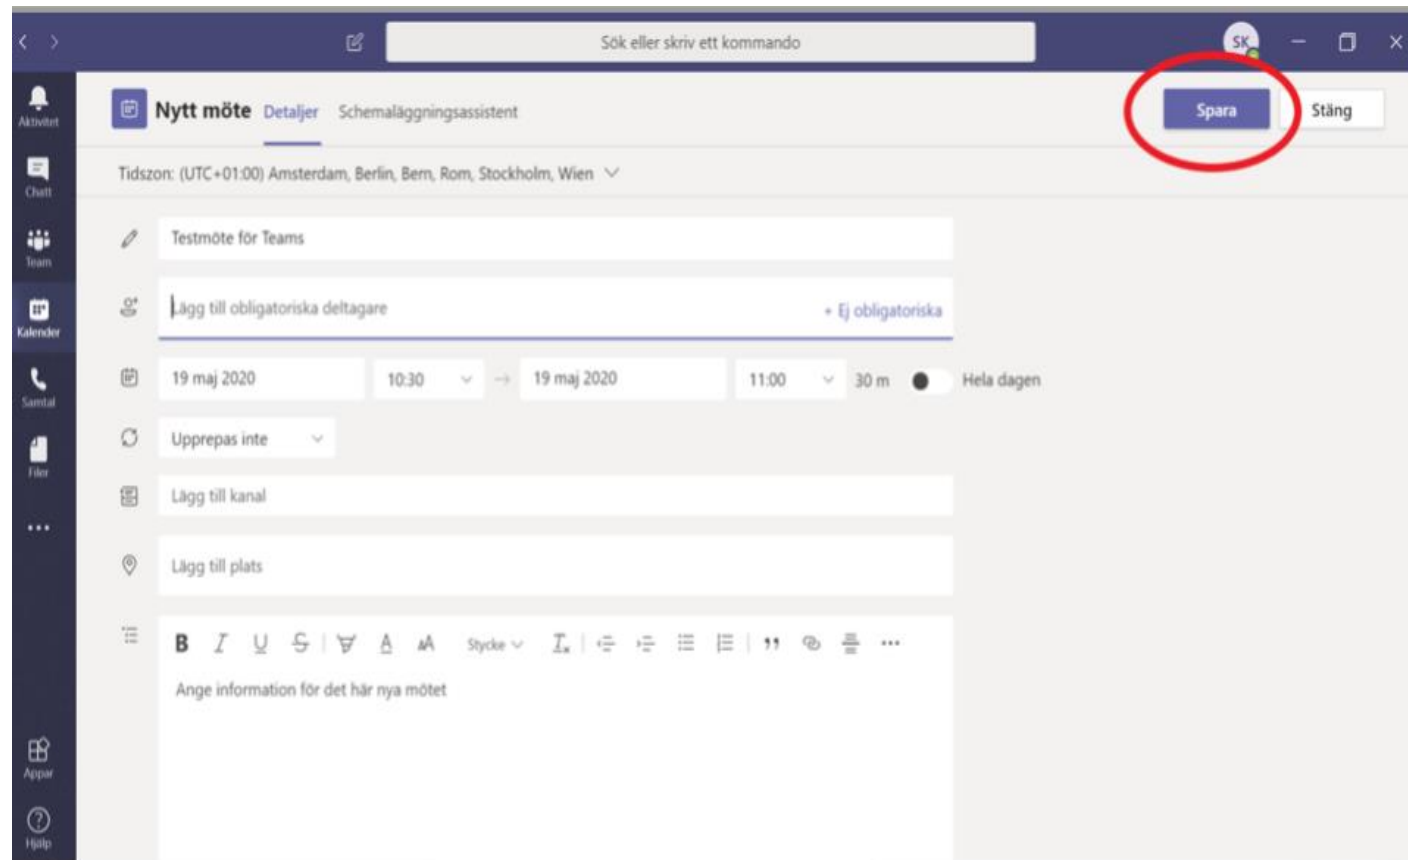 Sök eller skriv ett kommando
SK
Aktivitet
Nytt möte Detaljer Schemaläggningsassistent
Spara Stäng
Chatt
Tidszon: (UTC+01:00) Amsterdam, Berlin, Bern, Rom, Stockholm, Wien
Team
Testmöte för Teams
Kalender
Lägg till obligatoriska deltagare + Ej obligatoriska
Samtal
19 maj 2020 10:30 → 19 maj 2020 11:00 30 m Hela dagen
Filer
Upprepas inte
Lägg till kanal
Lägg till plats
B I U S A AA Stycke
Ange information för det här nya mötet
Appar
Hjälp